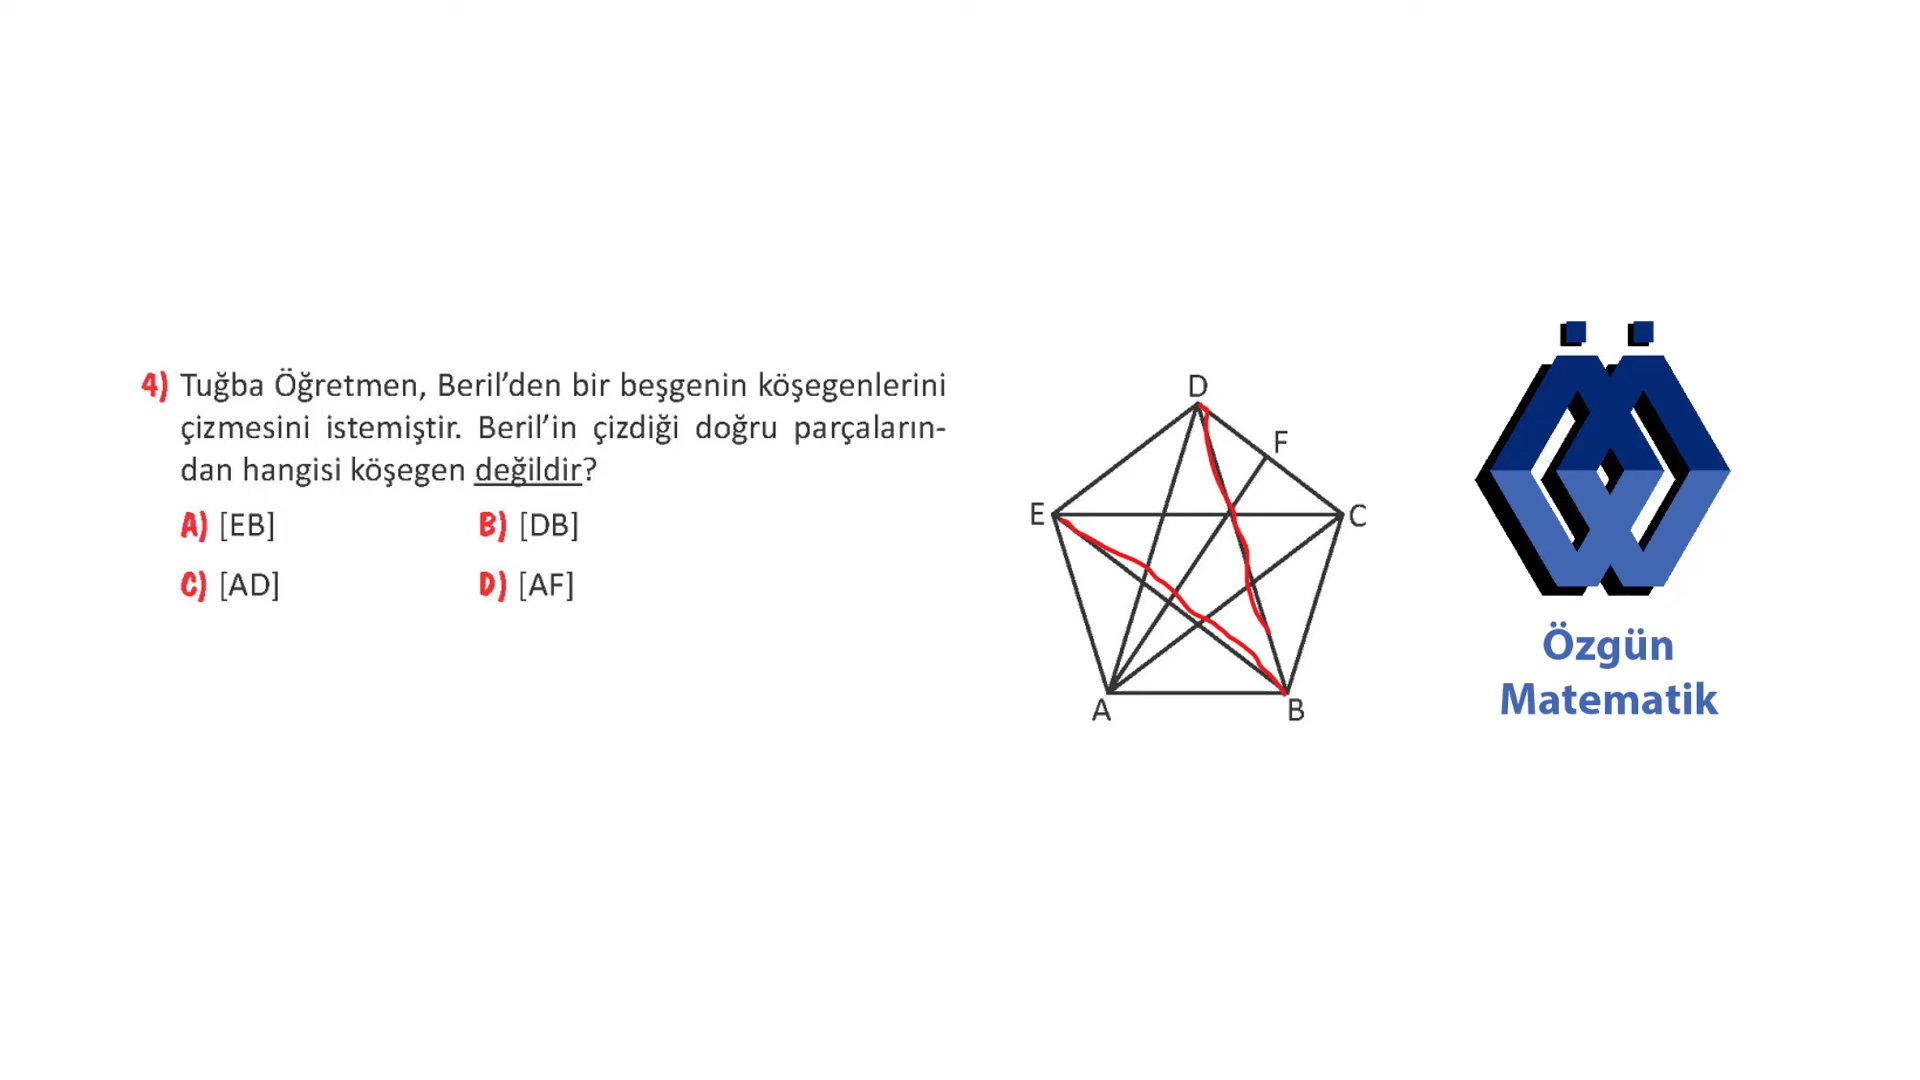 4) Tuğba Öğretmen, Beril’den bir beşgenin köşegenlerini
çizmesini istemiştir. Beril’in çizdiği doğru parçaların-
dan hangisi köşegen değildir?
A) [EB] B) [DB]
C) [AD] D) [AF]
D
F
E
C
A
B
Özgün
Matematik